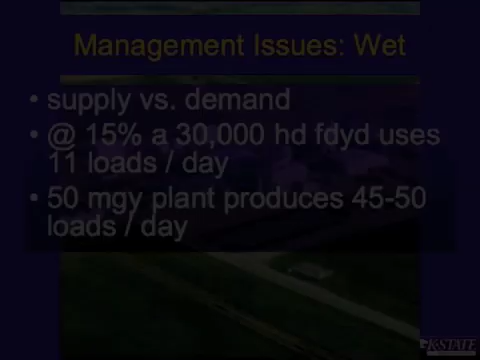 Management Issues: Wet
• supply vs. demand
• @ 15% a 30,000 hd fdyd uses
11 loads / day
• 50 mgy plant produces 45-50
loads / day
K-STATE